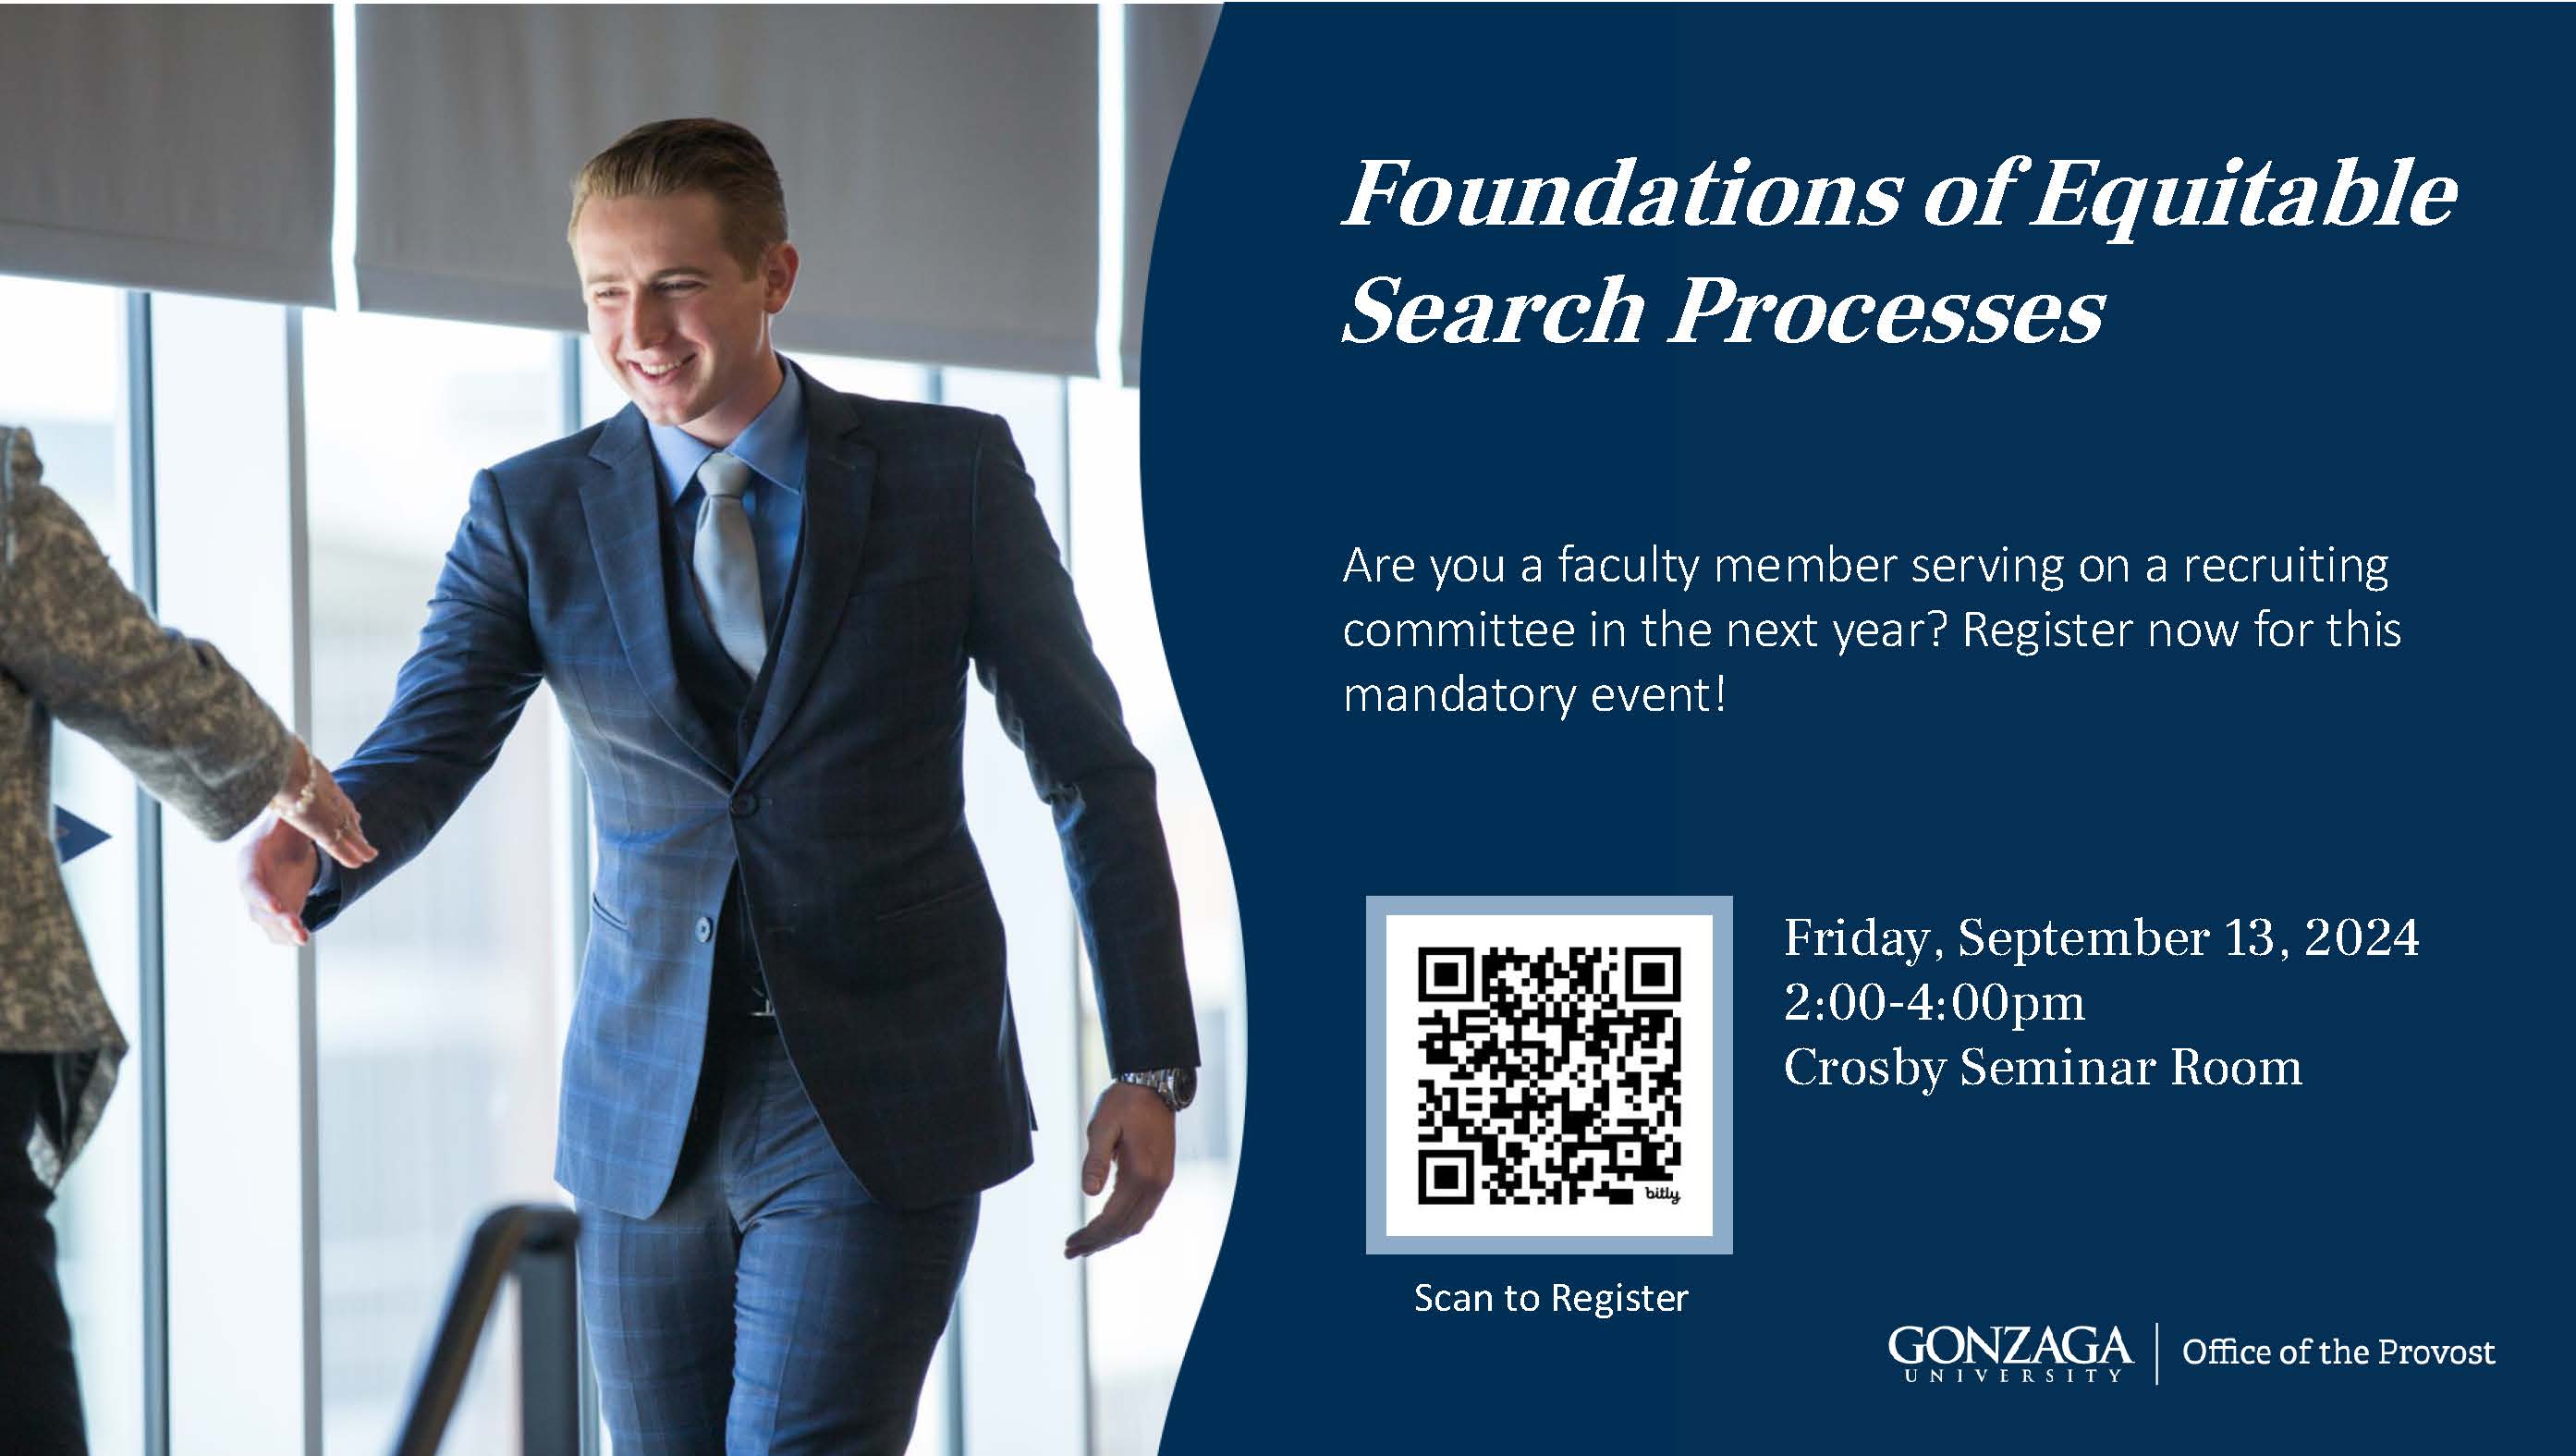 Foundations of Equitable
Search Processes
Are you a faculty member serving on a recruiting
committee in the next year? Register now for this
mandatory event!
Friday, September 13, 2024
2:00-4:00pm
Crosby Seminar Room
bitly
Scan to Register
GONZAGA
UNIVERSITY
Office of the Provost